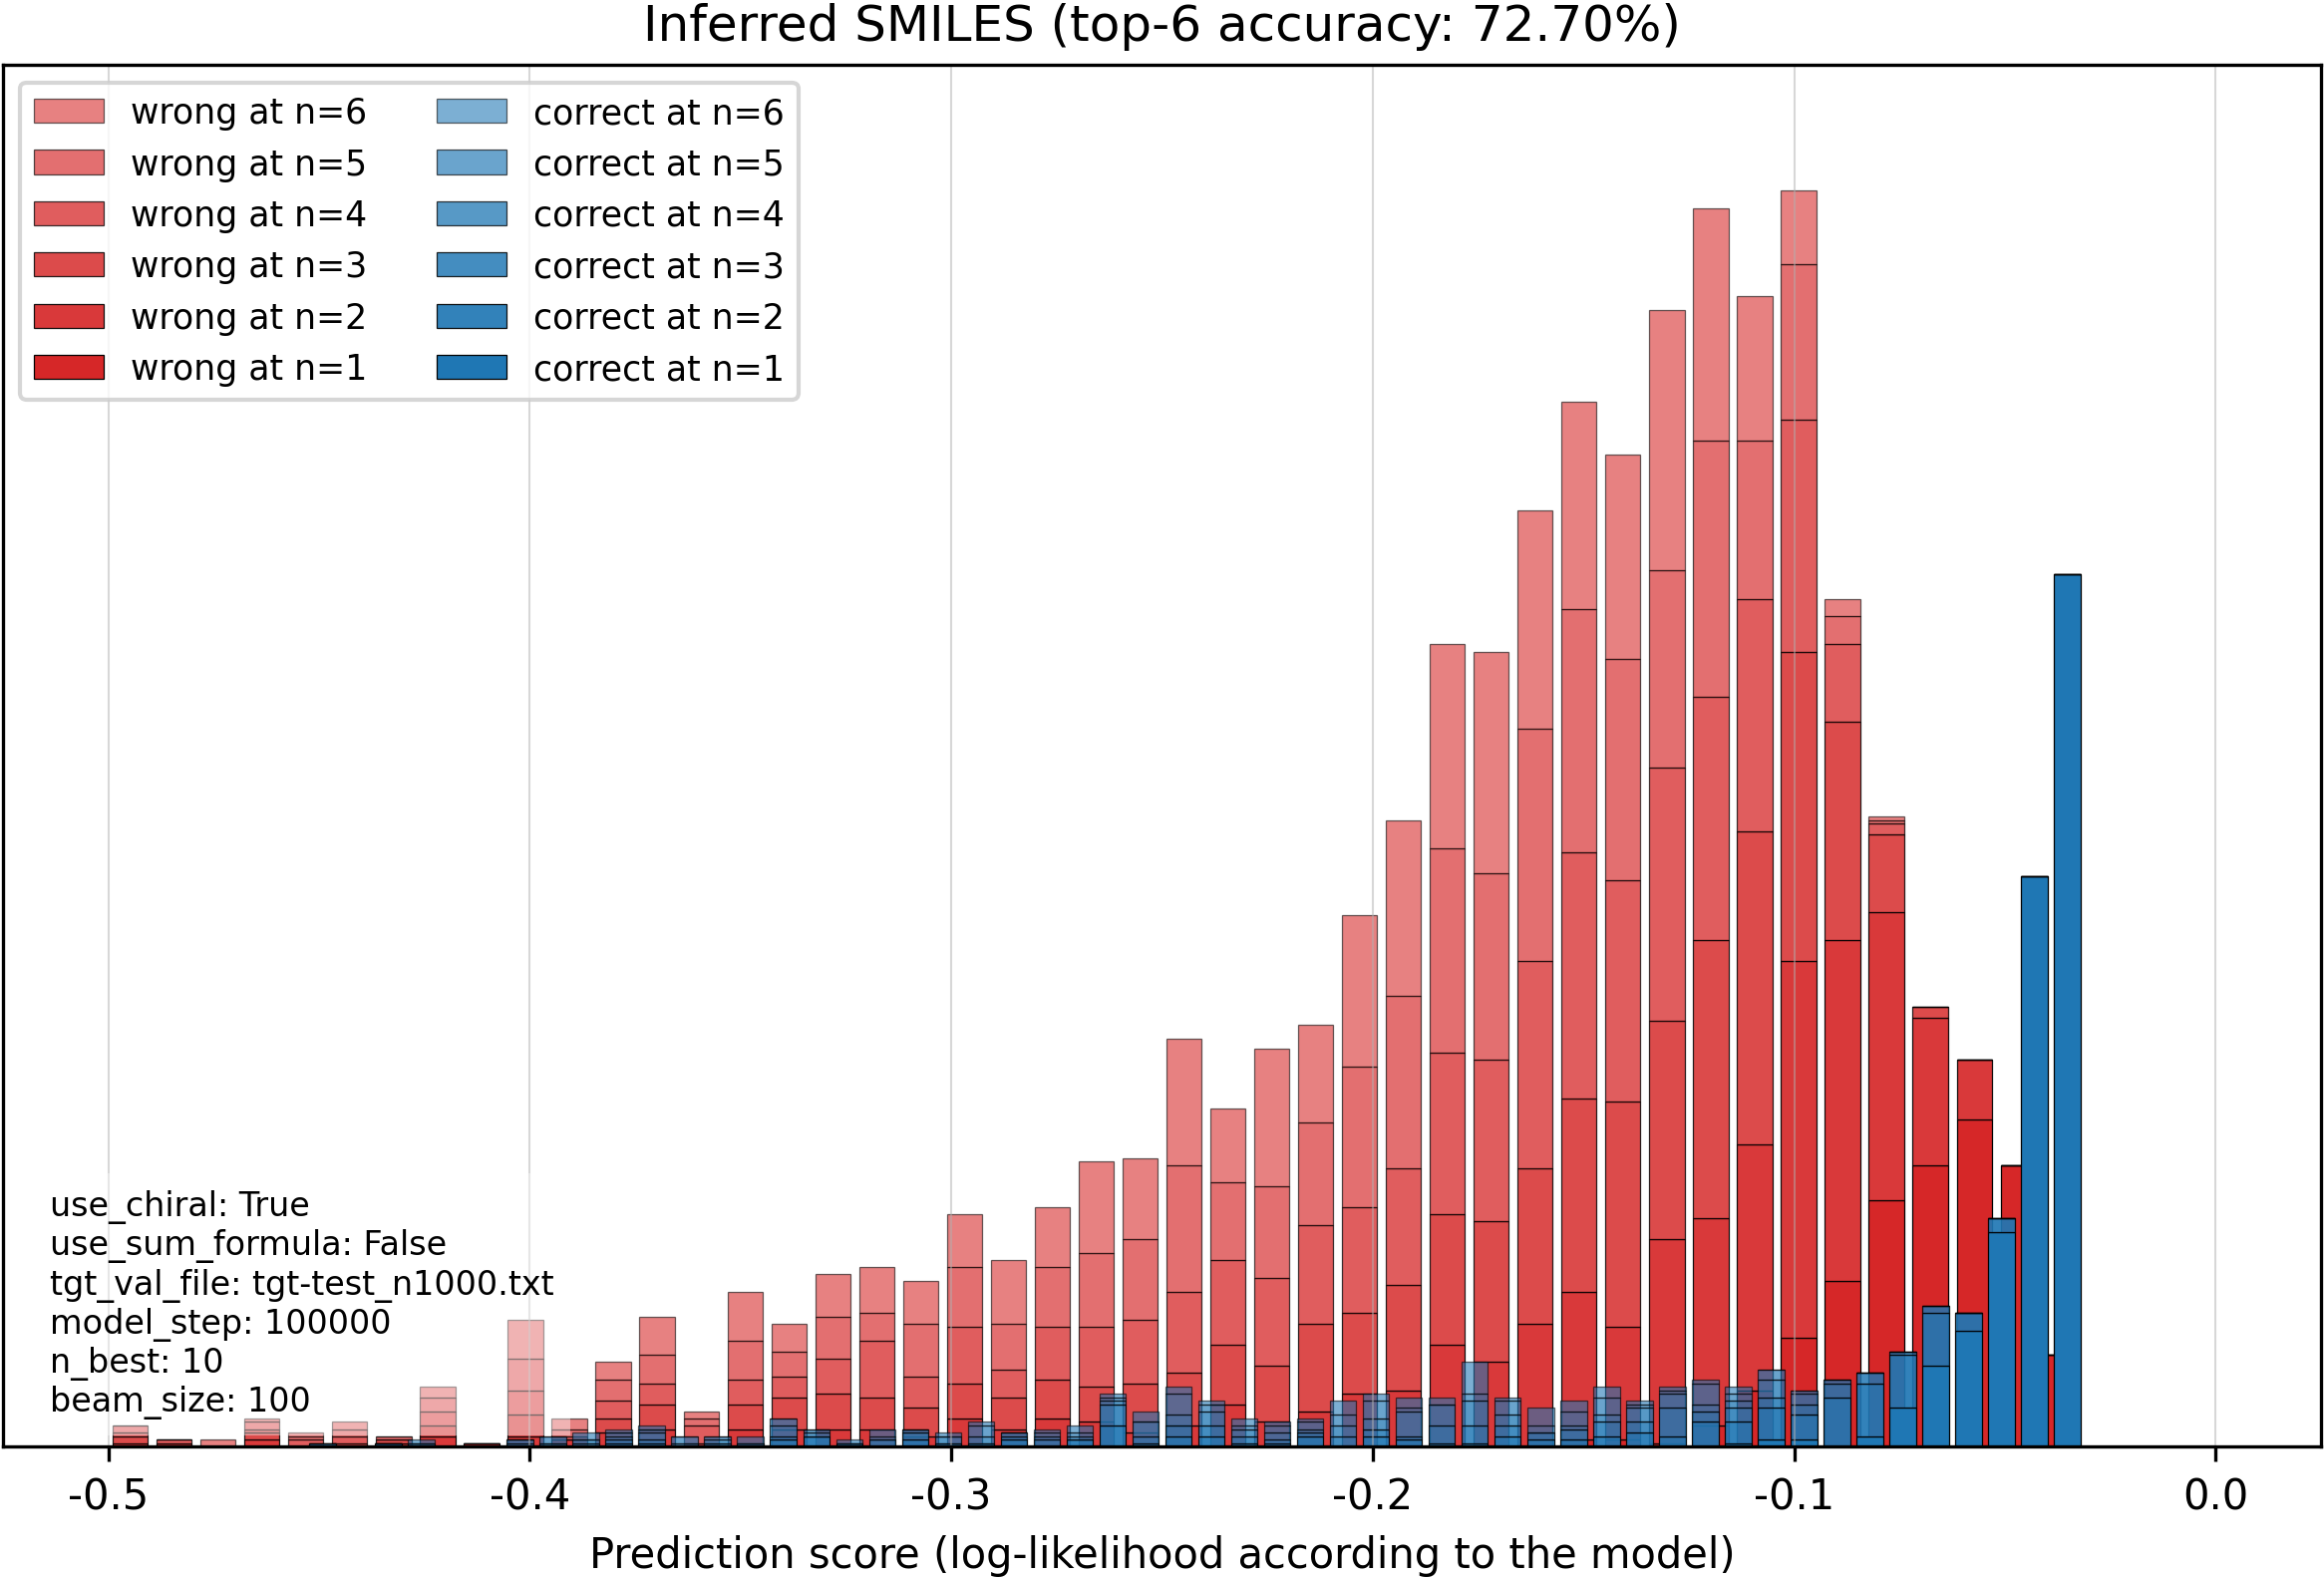 Inferred SMILES (top-6 accuracy: 72.70%)
wrong at n=6
wrong at n=5
wrong at n=4
wrong at n=3
wrong at n=2
wrong at n=1
correct at n=6
correct at n=5
correct at n=4
correct at n=3
correct at n=2
correct at n=1
use_chiral: True
use_sum_formula: False
tgt_val_file: tgt-test_n1000.txt
model_step: 100000
n_best: 10
beam_size: 100
-0.5 -0.4 -0.3 -0.2 -0.1 0.0
Prediction score (log-likelihood according to the model)